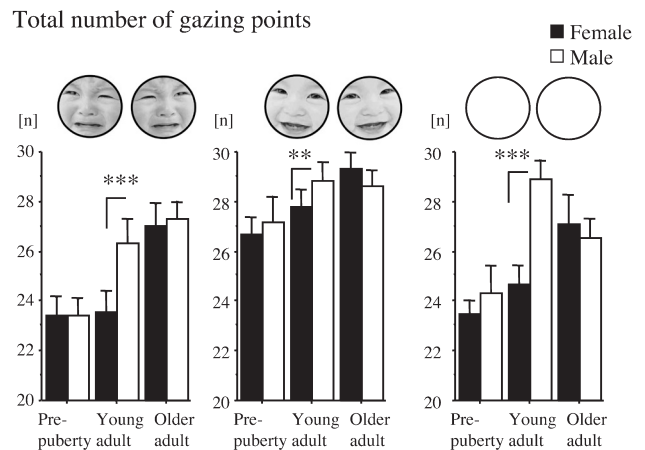 Total number of gazing points
Female
Male
[n]
30
28
26
24
22
20
***
Pre-
puberty
Young
adult
Older
adult
[n]
30
28
26
24
22
20
**
Pre-
puberty
Young
adult
Older
adult
[n]
30
28
26
24
22
20
***
Pre-
puberty
Young
adult
Older
adult